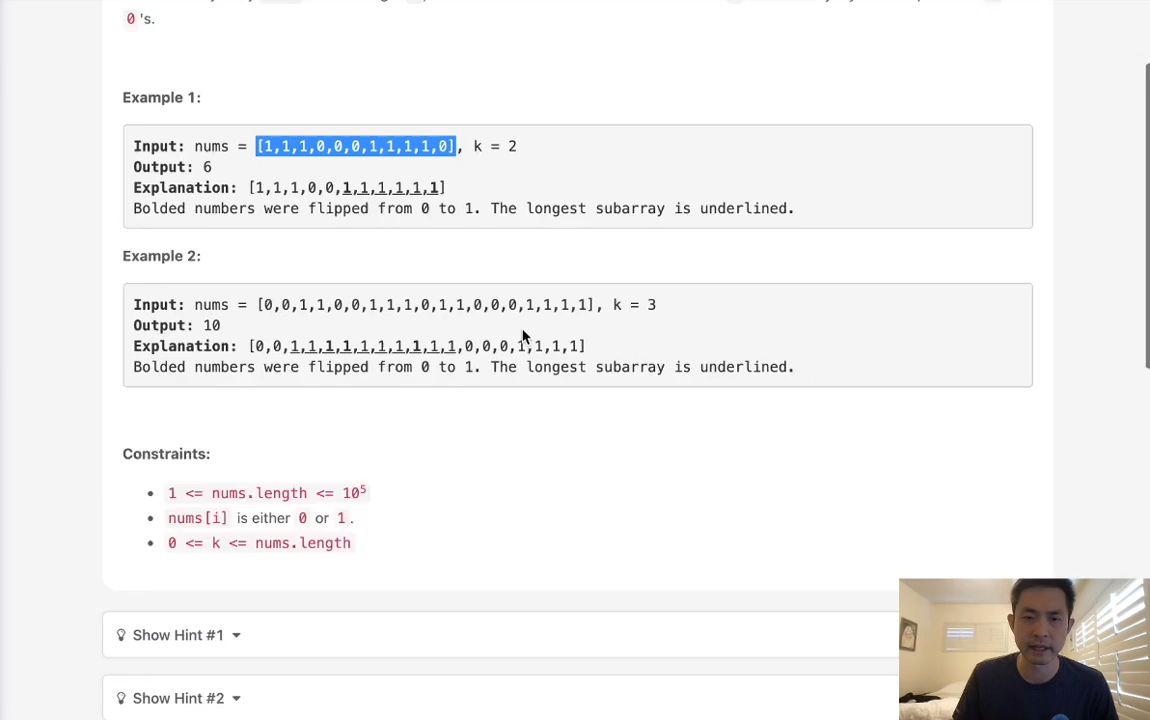 0 's.
Example 1:
Input: nums = [1,1,1,0,0,0,1,1,1,1,0], k = 2
Output: 6
Explanation: [1,1,1,0,0,1,1,1,1,1,1]
Bolded numbers were flipped from 0 to 1. The longest subarray is underlined.
Example 2:
Input: nums = [0,0,1,1,0,0,1,1,1,0,1,1,0,0,0,1,1,1,1], k = 3
Output: 10
Explanation: [0,0,1,1,1,1,1,1,1,1,1,1,0,0,0,1,1,1,1]
Bolded numbers were flipped from 0 to 1. The longest subarray is underlined.
Constraints:
1 <= nums.length <= 10⁵
nums[i] is either 0 or 1.
0 <= k <= nums.length
Show Hint #1
Show Hint #2